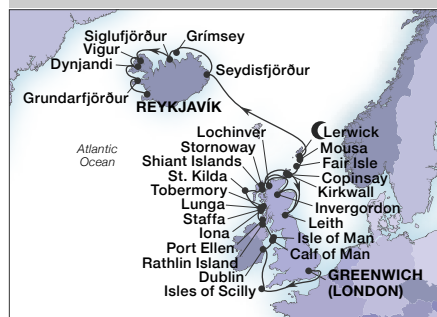 Siglufjörður
Grímsey
Vigur
Dynjandi
Seydisfjörður
Grundarfjörður
REYKJAVÍK
Atlantic
Ocean
Lochinver
Stornoway
Shiant Islands
St. Kilda
Tobermory
Lunga
Staffa
Iona
Port Ellen
Rathlin Island
Dublin
Isles of Scilly
Lerwick
Mousa
Fair Isle
Copinsay
Kirkwall
Invergordon
Leith
Isle of Man
Calf of Man
GREENWICH
(LONDON)